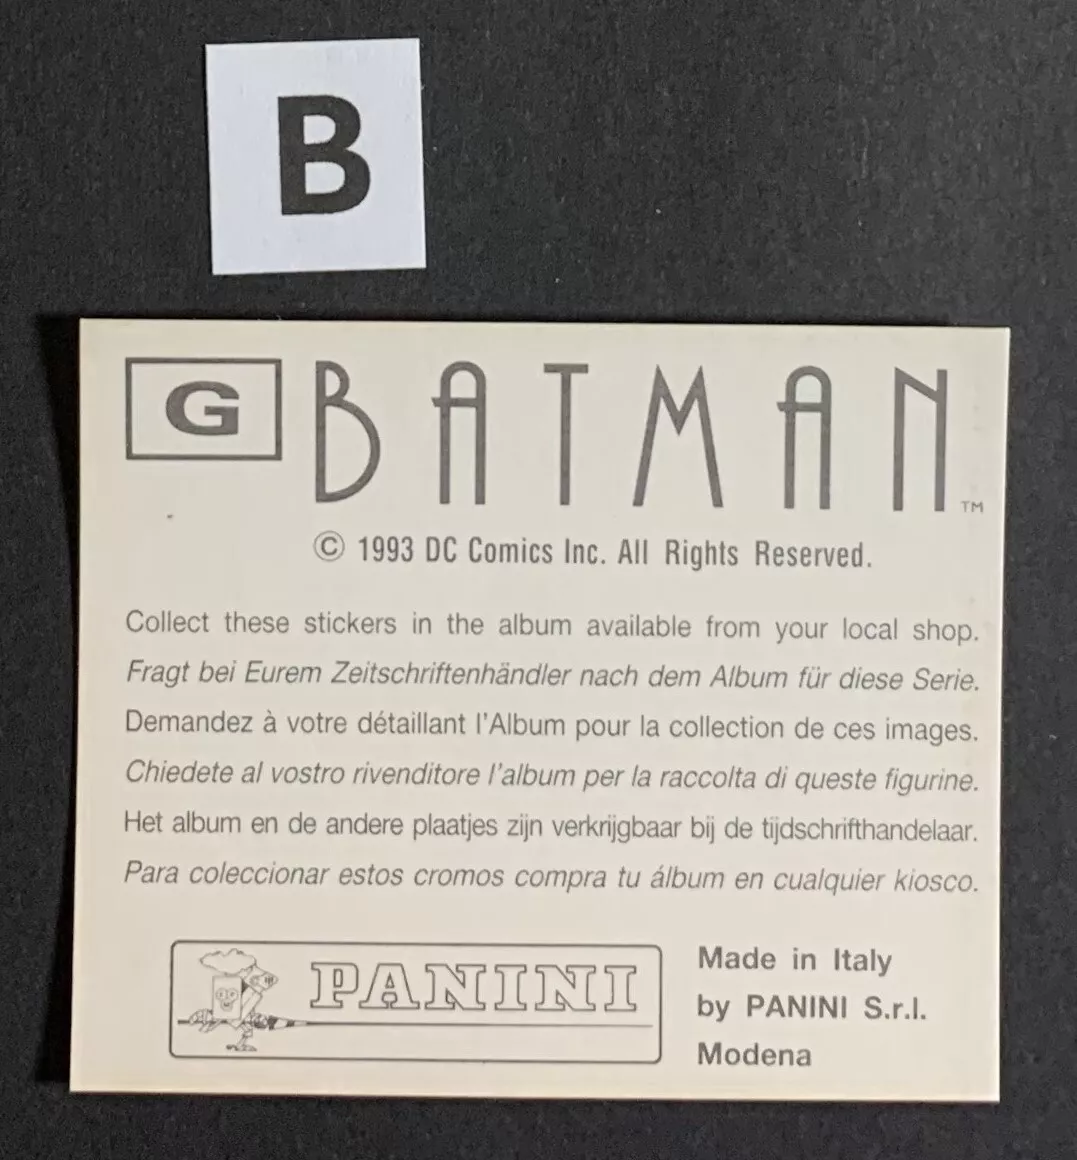 B
G BATMAN TM
© 1993 DC Comics Inc. All Rights Reserved.
Collect these stickers in the album available from your local shop.
Fragt bei Eurem Zeitschriftenhändler nach dem Album für diese Serie.
Demandez à votre détaillant l'Album pour la collection de ces images.
Chiedete al vostro rivenditore l'album per la raccolta di queste figurine.
Het album en de andere plaatjes zijn verkrijgbaar bij de tijdschrifthandelaar.
Para coleccionar estos cromos compra tu álbum en cualquier kiosco.
PANINI
Made in Italy
by PANINI S.r.l.
Modena